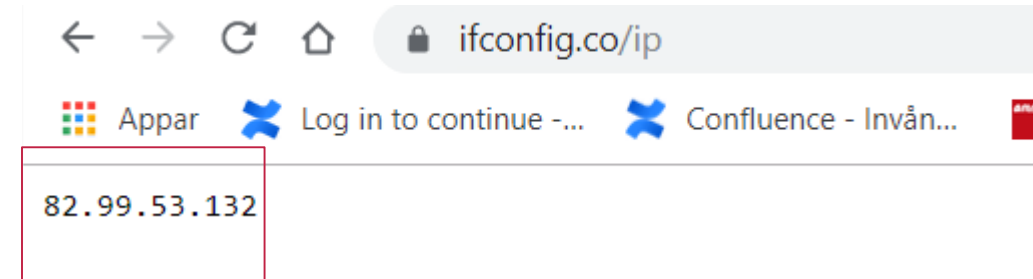 ifconfig.co/ip
Appar Log in to continue -... Confluence - Invån...
82.99.53.132